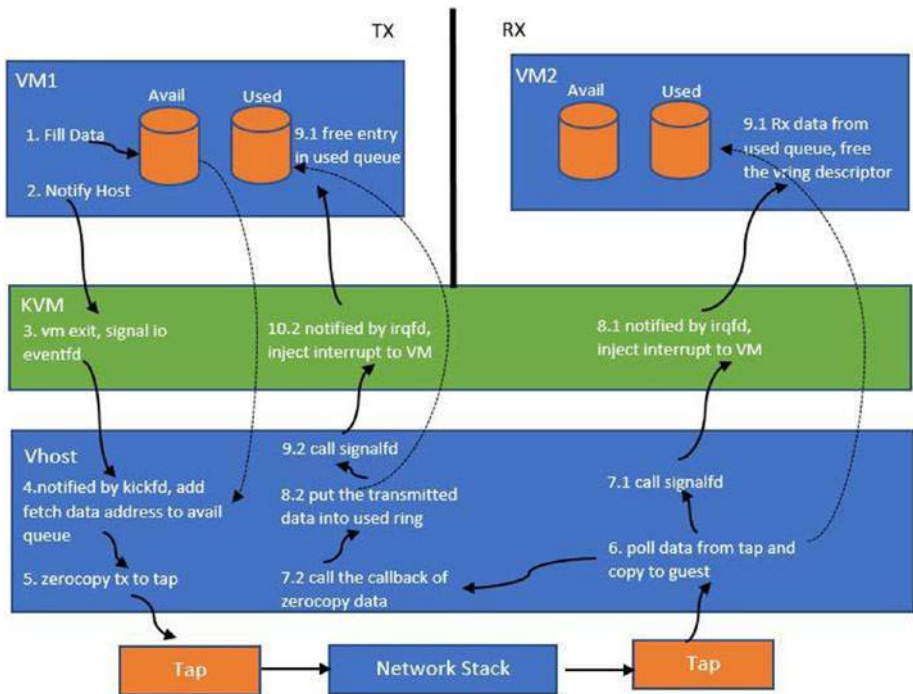 TX
RX
VM1
Avail
Used
1. Fill Data
9.1 free entry
in used queue
2. Notify Host
VM2
Avail
Used
9.1 Rx data from
used queue, free
the vring descriptor
KVM
3. vm exit, signal io
eventfd
10.2 notified by irqfd,
inject interrupt to VM
8.1 notified by irqfd,
inject interrupt to VM
Vhost
4.notified by kickfd, add
fetch data address to avail
queue
5. zerocopy tx to tap
9.2 call signalfd
8.2 put the transmitted
data into used ring
7.2 call the callback of
zerocopy data
7.1 call signalfd
6. poll data from tap and
copy to guest
Tap
Network Stack
Tap